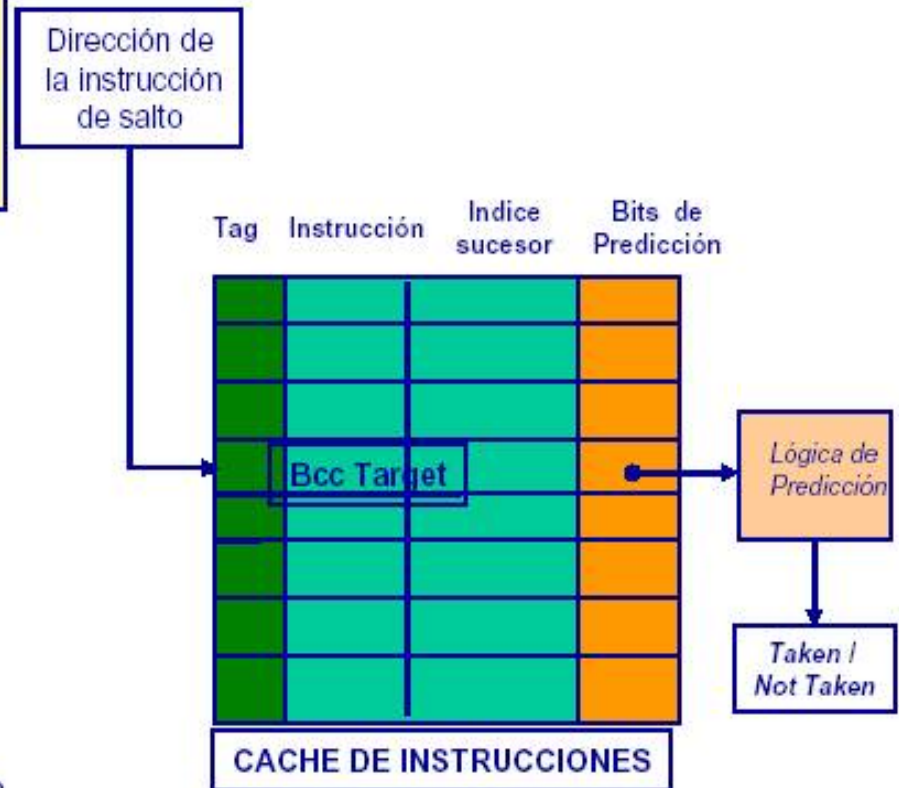 Dirección de
la instrucción
de salto
Tag Instrucción Indice sucesor Bits de Predicción
Bcc Target
Lógica de
Predicción
Taken /
Not Taken
CACHE DE INSTRUCCIONES